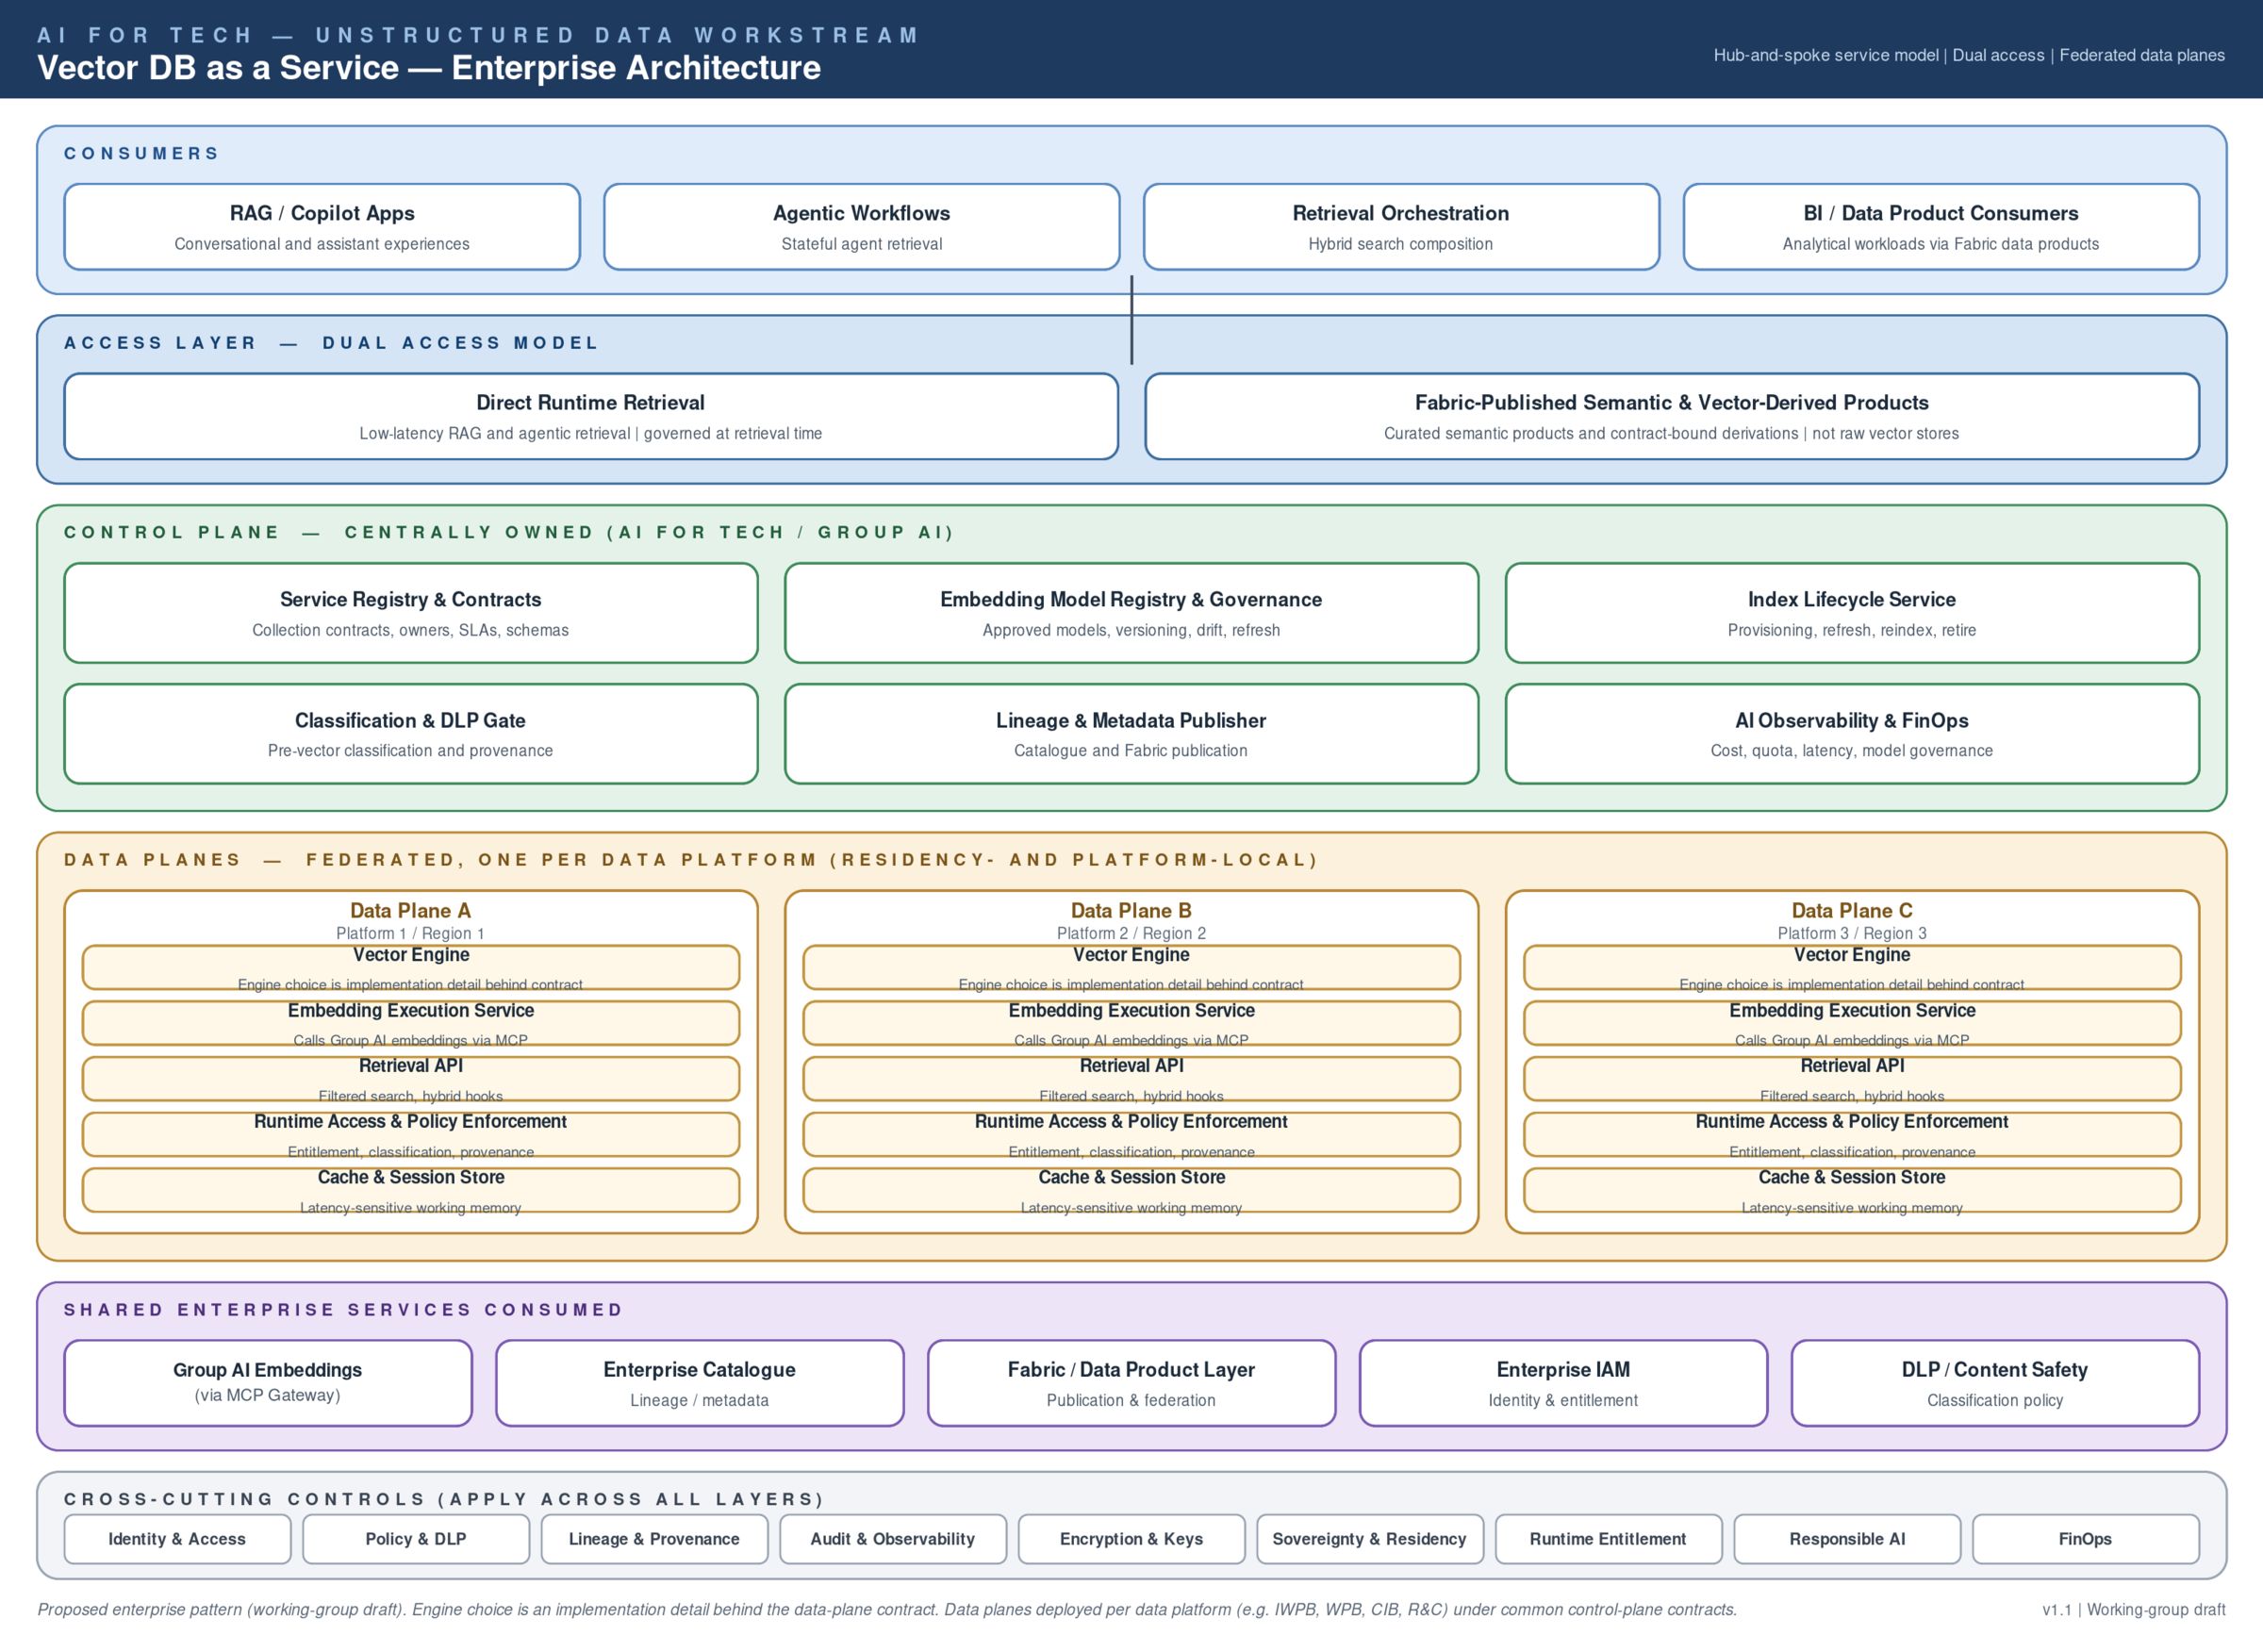 AI FOR TECH — UNSTRUCTURED DATA WORKSTREAM
Vector DB as a Service — Enterprise Architecture
Hub-and-spoke service model | Dual access | Federated data planes
CONSUMERS
RAG / Copilot Apps
Conversational and assistant experiences
Agentic Workflows
Stateful agent retrieval
Retrieval Orchestration
Hybrid search composition
BI / Data Product Consumers
Analytical workloads via Fabric data products
ACCESS LAYER — DUAL ACCESS MODEL
Direct Runtime Retrieval
Low-latency RAG and agentic retrieval | governed at retrieval time
Fabric-Published Semantic & Vector-Derived Products
Curated semantic products and contract-bound derivations | not raw vector stores
CONTROL PLANE — CENTRALLY OWNED (AI FOR TECH / GROUP AI)
Service Registry & Contracts
Collection contracts, owners, SLAs, schemas
Embedding Model Registry & Governance
Approved models, versioning, drift, refresh
Index Lifecycle Service
Provisioning, refresh, reindex, retire
Classification & DLP Gate
Pre-vector classification and provenance
Lineage & Metadata Publisher
Catalogue and Fabric publication
AI Observability & FinOps
Cost, quota, latency, model governance
DATA PLANES — FEDERATED, ONE PER DATA PLATFORM (RESIDENCY- AND PLATFORM-LOCAL)
Data Plane A
Platform 1 / Region 1
Vector Engine
Engine choice is implementation detail behind contract
Embedding Execution Service
Calls Group AI embeddings via MCP
Retrieval API
Filtered search, hybrid hooks
Runtime Access & Policy Enforcement
Entitlement, classification, provenance
Cache & Session Store
Latency-sensitive working memory
Data Plane B
Platform 2 / Region 2
Vector Engine
Engine choice is implementation detail behind contract
Embedding Execution Service
Calls Group AI embeddings via MCP
Retrieval API
Filtered search, hybrid hooks
Runtime Access & Policy Enforcement
Entitlement, classification, provenance
Cache & Session Store
Latency-sensitive working memory
Data Plane C
Platform 3 / Region 3
Vector Engine
Engine choice is implementation detail behind contract
Embedding Execution Service
Calls Group AI embeddings via MCP
Retrieval API
Filtered search, hybrid hooks
Runtime Access & Policy Enforcement
Entitlement, classification, provenance
Cache & Session Store
Latency-sensitive working memory
SHARED ENTERPRISE SERVICES CONSUMED
Group AI Embeddings
(via MCP Gateway)
Enterprise Catalogue
Lineage / metadata
Fabric / Data Product Layer
Publication & federation
Enterprise IAM
Identity & entitlement
DLP / Content Safety
Classification policy
CROSS-CUTTING CONTROLS (APPLY ACROSS ALL LAYERS)
Identity & Access
Policy & DLP
Lineage & Provenance
Audit & Observability
Encryption & Keys
Sovereignty & Residency
Runtime Entitlement
Responsible AI
FinOps
Proposed enterprise pattern (working-group draft). Engine choice is an implementation detail behind the data-plane contract. Data planes deployed per data platform (e.g. IWPB, WPB, CIB, R&C) under common control-plane contracts.
v1.1 | Working-group draft